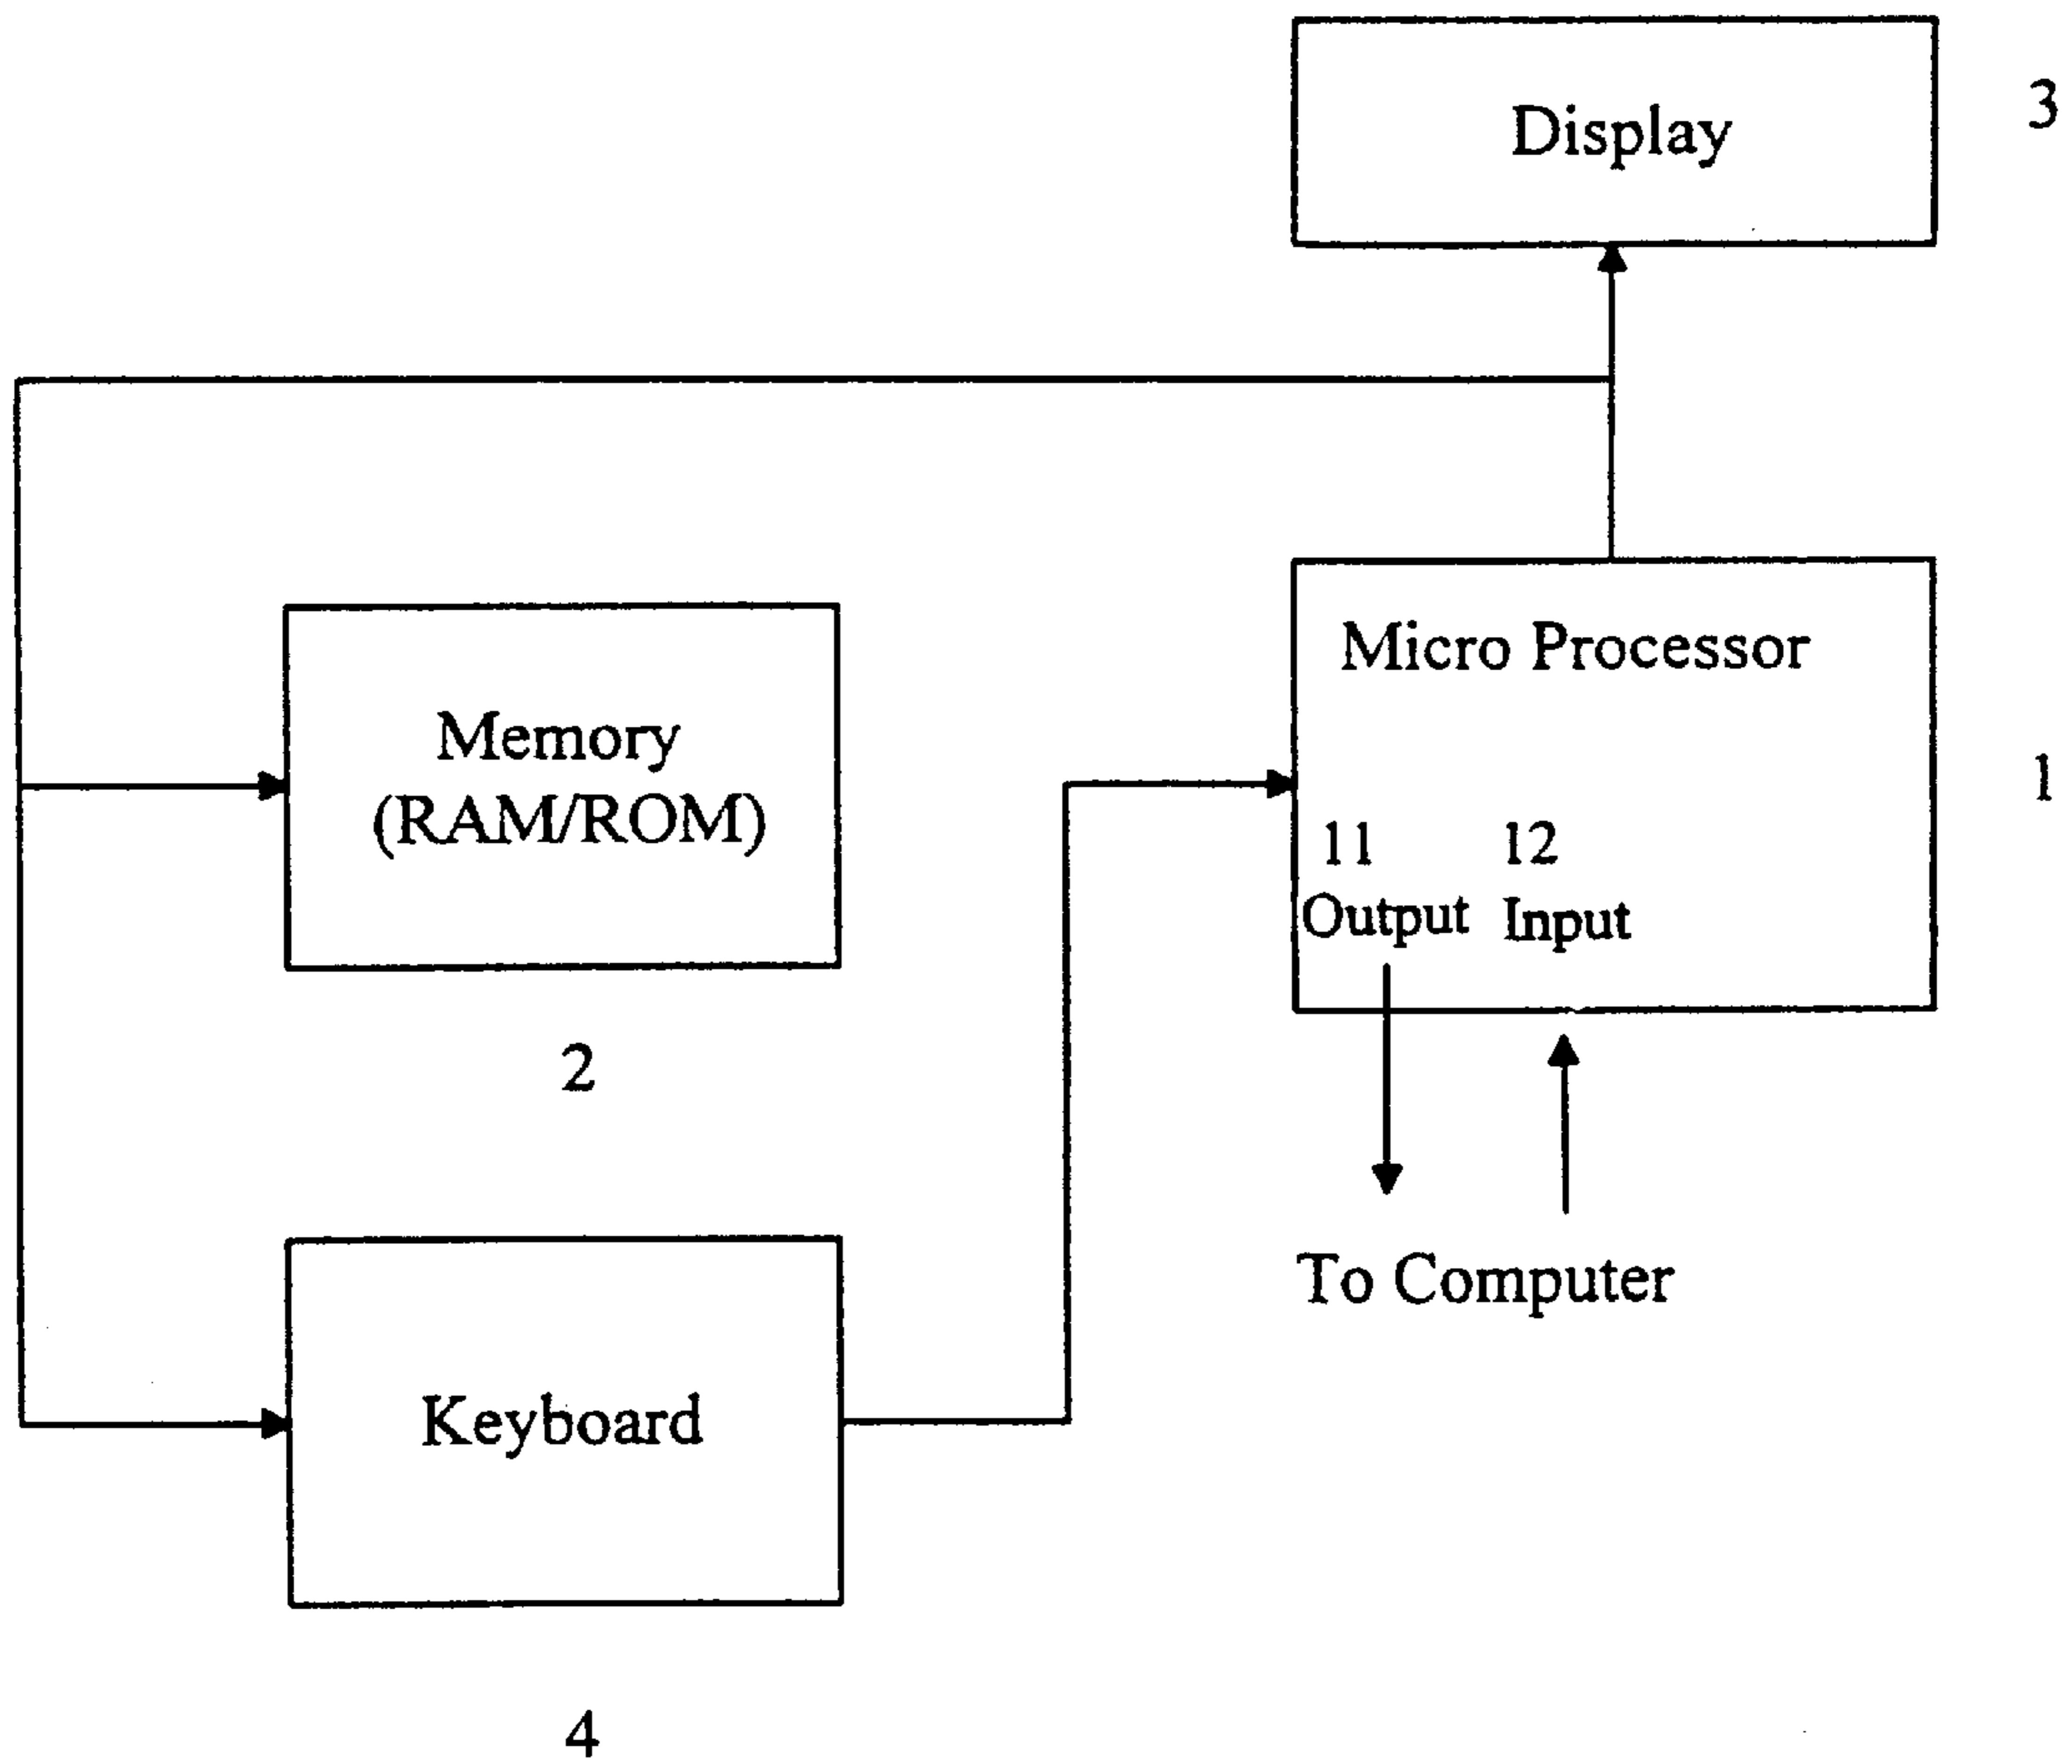 Display
3
Micro Processor
Memory
(RAM/ROM)
1
11 12
Output Input
2
To Computer
Keyboard
4